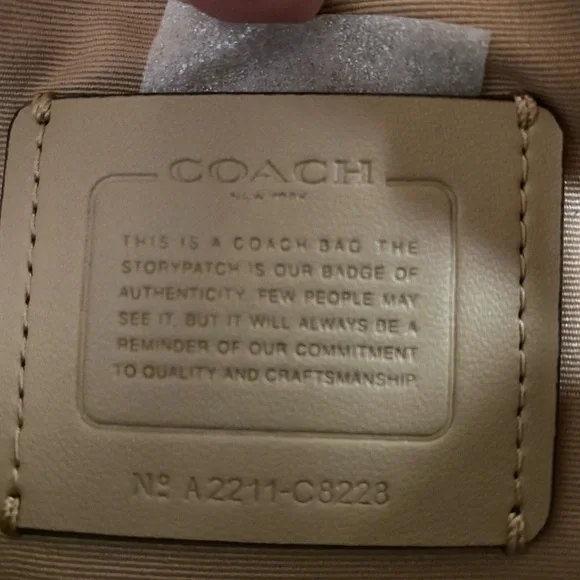 COACH
NEW YORK
THIS IS A COACH BAG. THE
STORYPATCH IS OUR BADGE OF
AUTHENTICITY. FEW PEOPLE MAY
SEE IT, BUT IT WILL ALWAYS BE A
REMINDER OF OUR COMMITMENT
TO QUALITY AND CRAFTSMANSHIP.
Nº A2211-C8223